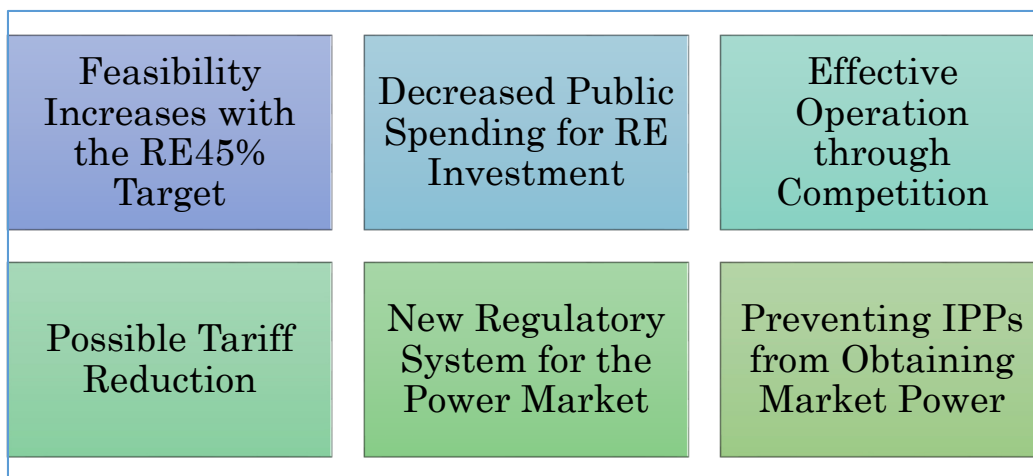 Feasibility
Increases with
the RE45%
Target
Decreased Public
Spending for RE
Investment
Effective
Operation
through
Competition
Possible Tariff
Reduction
New Regulatory
System for the
Power Market
Preventing IPPs
from Obtaining
Market Power